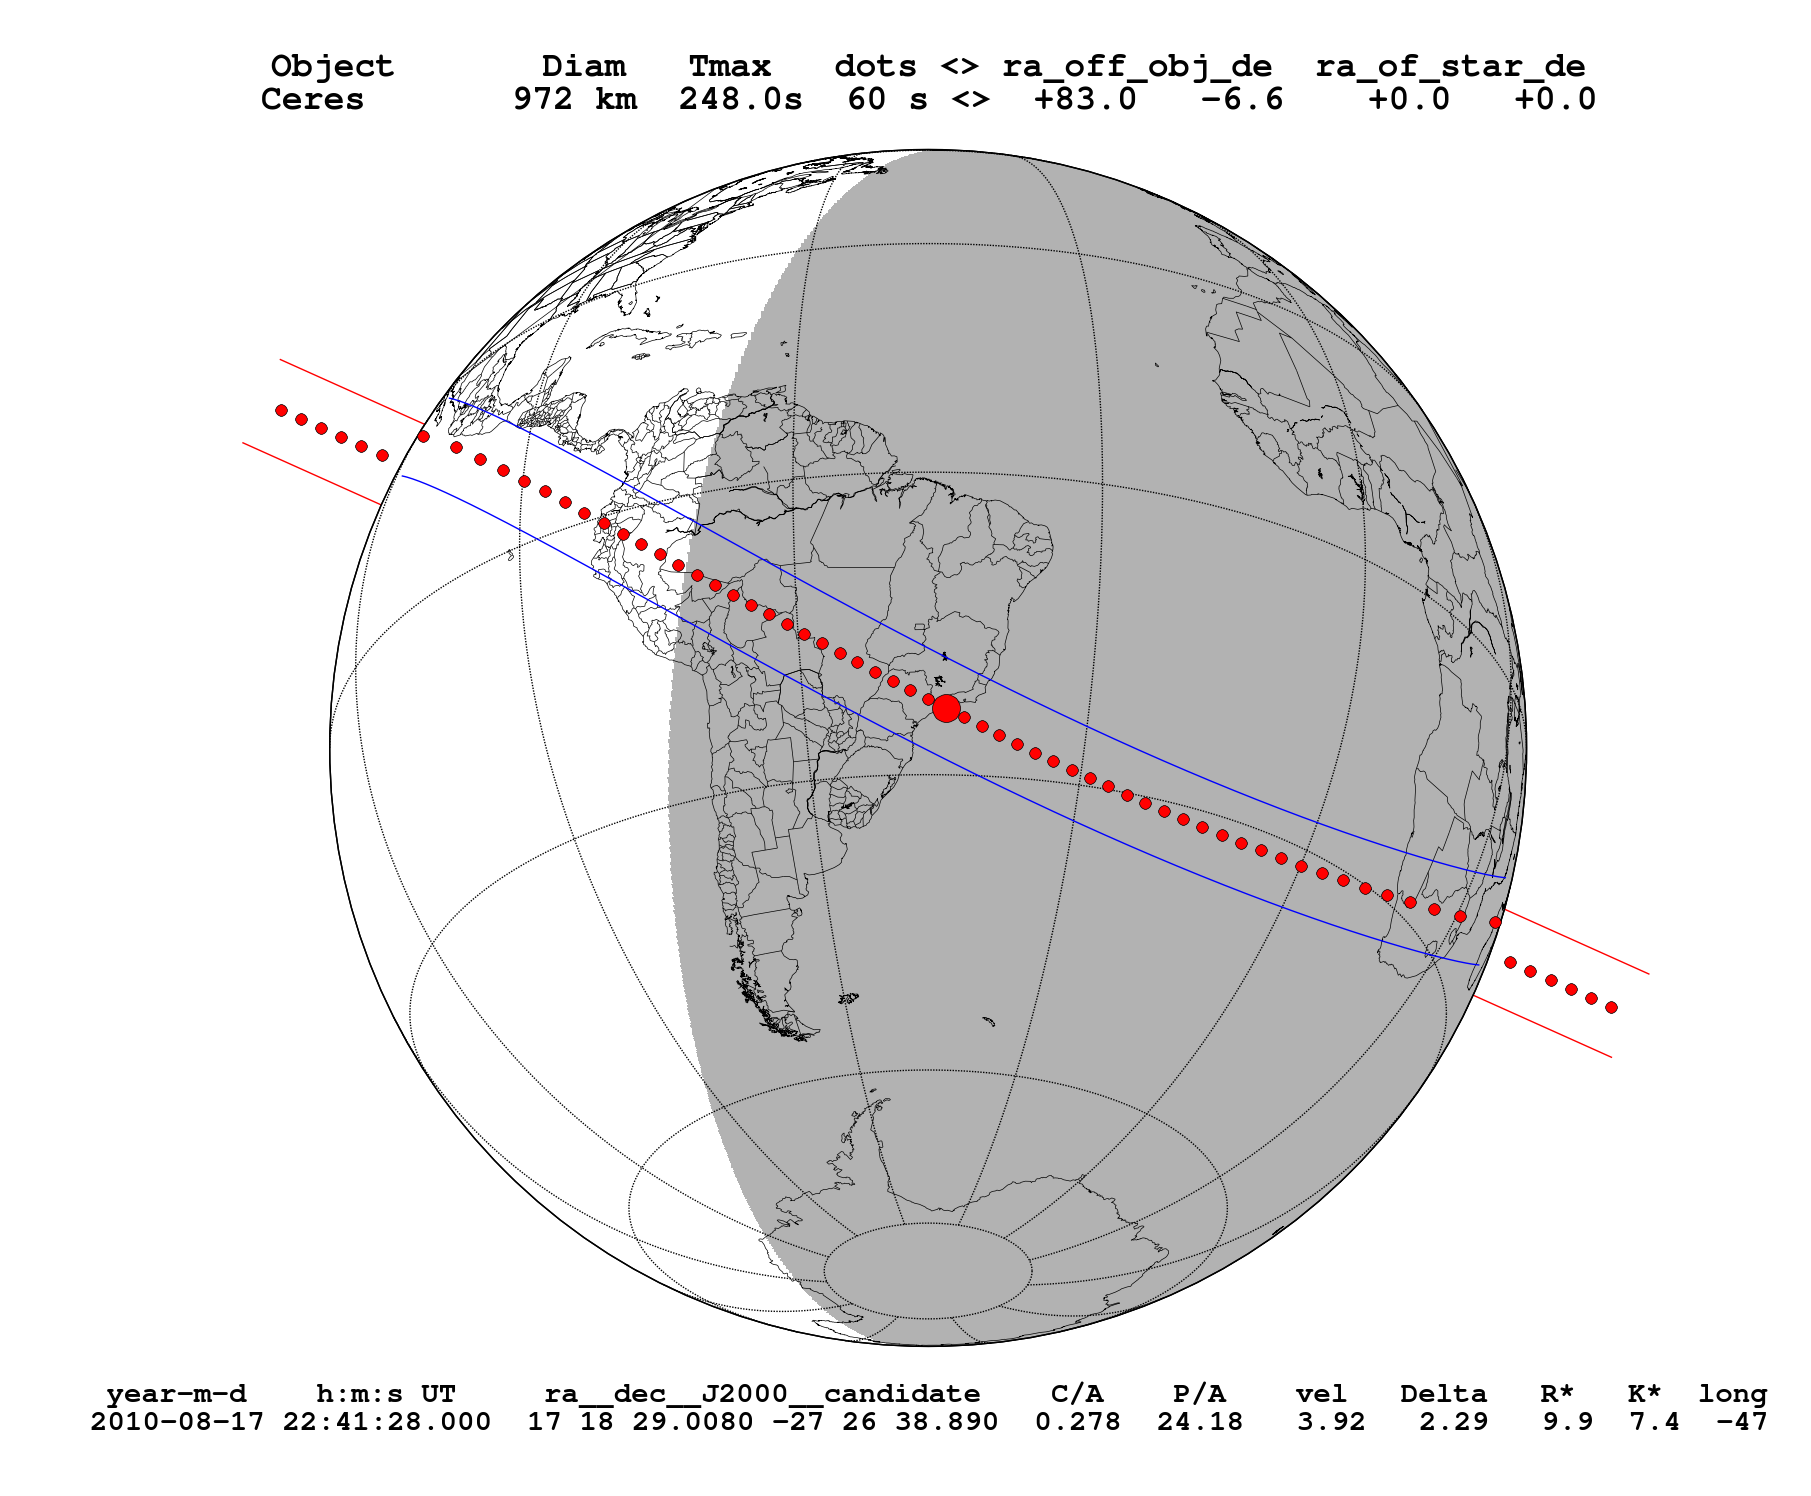 Object Diam Tmax dots <> ra_off_obj_de ra_of_star_de
Ceres 972 km 248.0s 60 s <> +83.0 -6.6 +0.0 +0.0
year-m-d h:m:s UT ra__dec__J2000__candidate C/A P/A vel Delta R* K* long
2010-08-17 22:41:28.000 17 18 29.0080 -27 26 38.890 0.278 24.18 3.92 2.29 9.9 7.4 -47